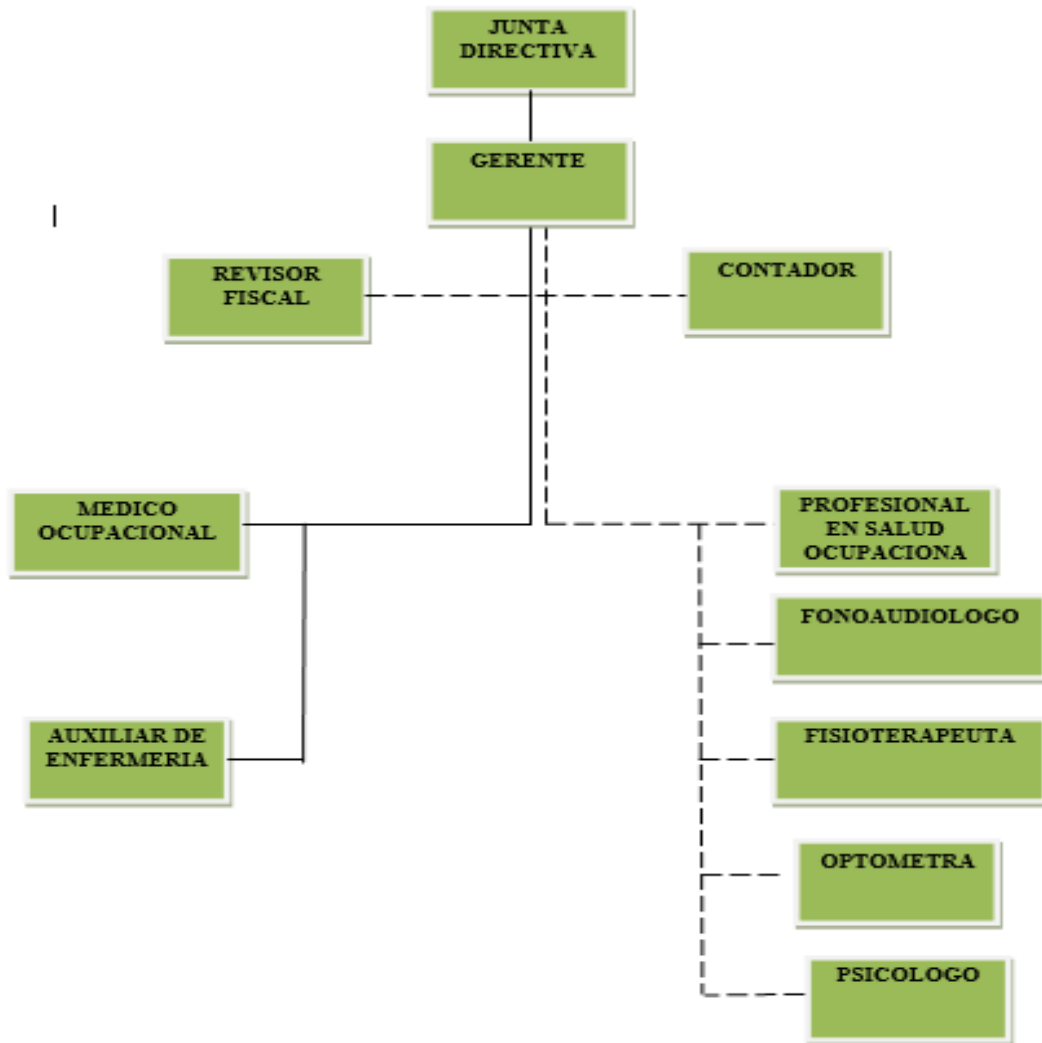 JUNTA
DIRECTIVA
GERENTE
REVISOR
FISCAL
CONTADOR
MEDICO
OCUPACIONAL
PROFESIONAL
EN SALUD
OCUPACIONA
FONOAUDIOLOGO
AUXILIAR DE
ENFERMERIA
FISIOTERAPEUTA
OPTOMETRA
PSICOLOGO